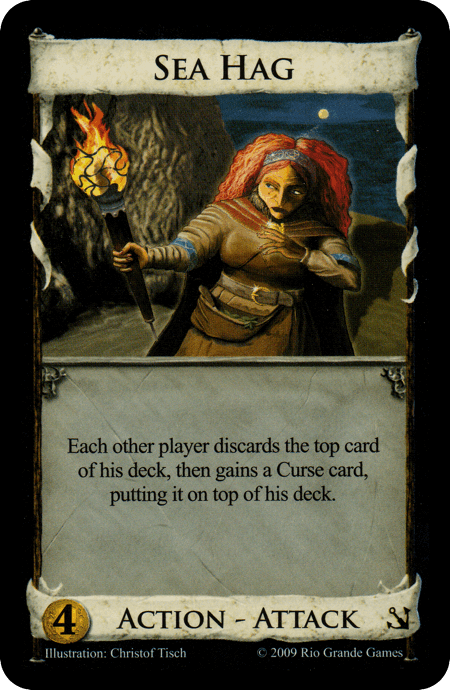 SEA HAG
Each other player discards the top card
of his deck, then gains a Curse card,
putting it on top of his deck.
4 ACTION - ATTACK
Illustration: Christof Tisch © 2009 Rio Grande Games